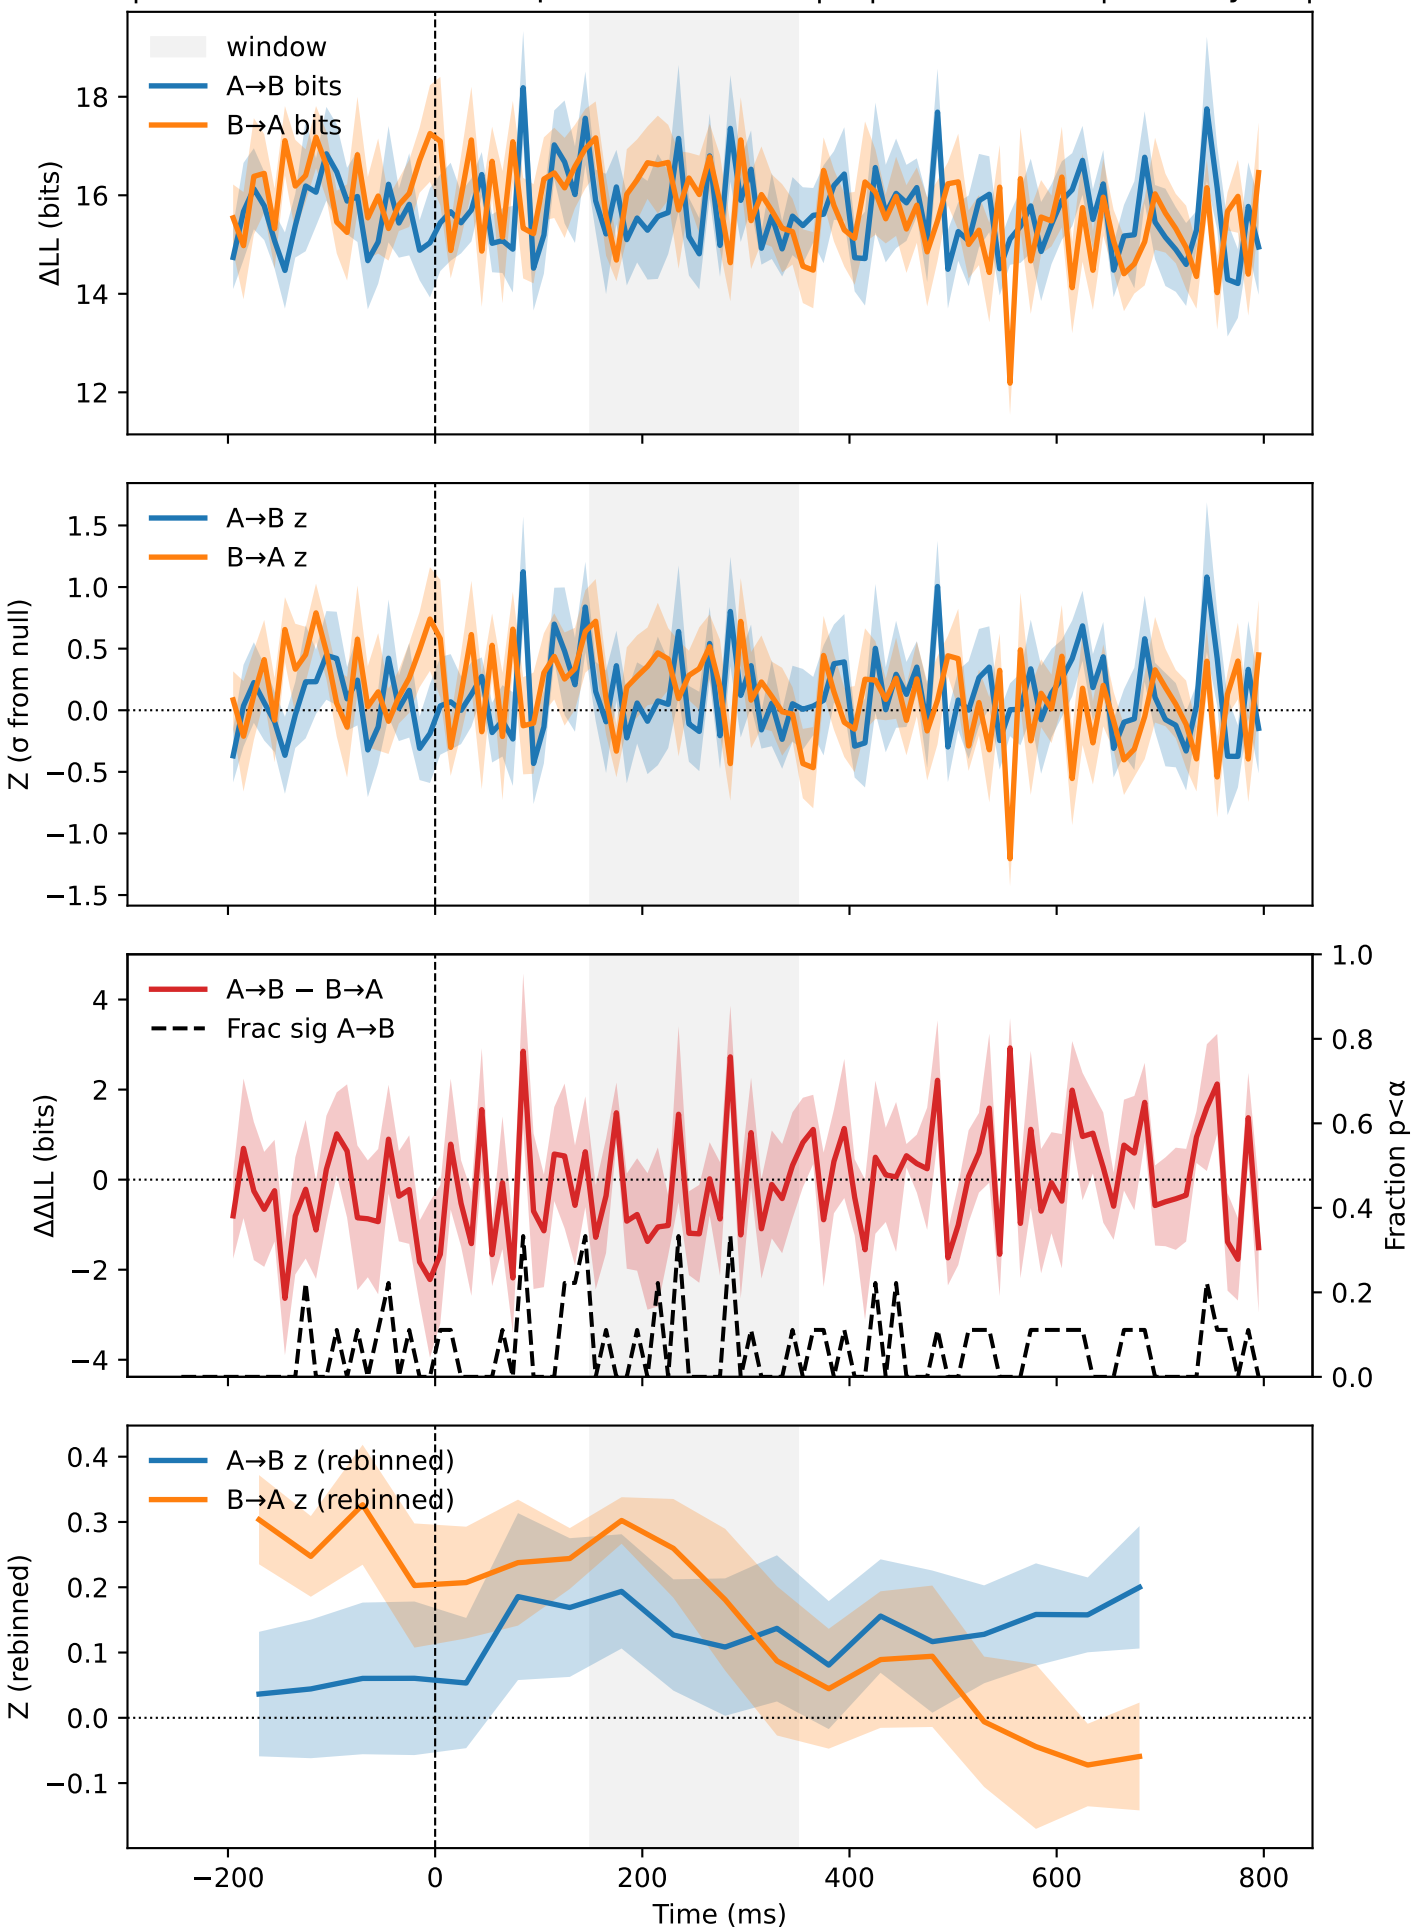 window
A→B bits
B→A bits
18
16
14
12
ΔLL (bits)
A→B z
B→A z
1.5
1.0
0.5
0.0
−0.5
−1.0
−1.5
Z (σ from null)
A→B − B→A
Frac sig A→B
4
2
0
−2
−4
ΔΔLL (bits)
1.0
0.8
0.6
0.4
0.2
0.0
Fraction p<α
A→B z (rebinned)
B→A z (rebinned)
0.4
0.3
0.2
0.1
0.0
−0.1
Z (rebinned)
−200 0 200 400 600 800
Time (ms)